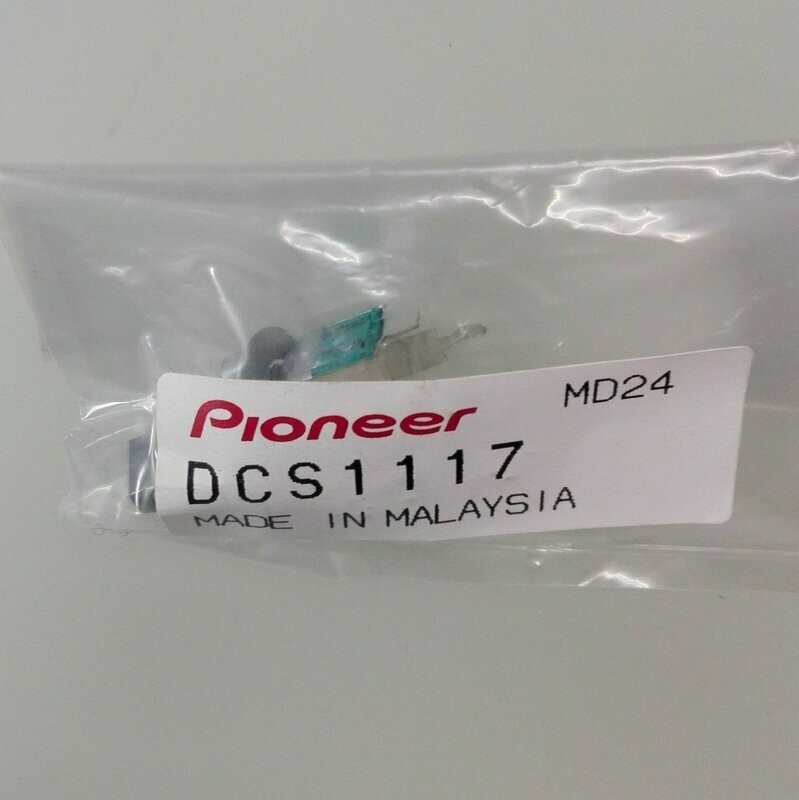 Pioneer MD24
DCS1117
MADE IN MALAYSIA